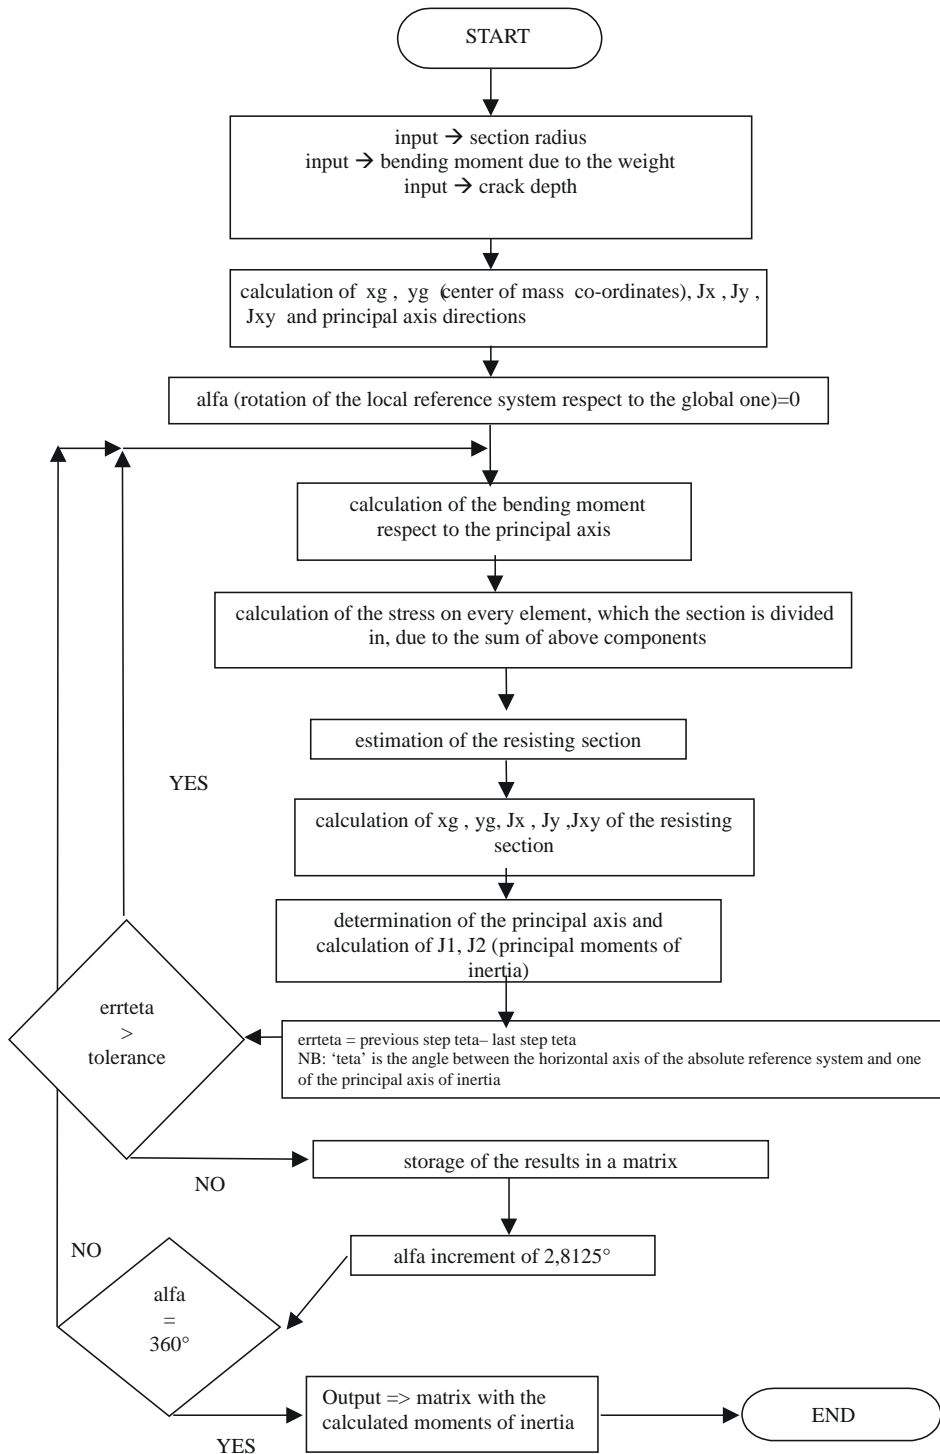 START
input → section radius
input → bending moment due to the weight
input → crack depth
calculation of xg , yg (center of mass co-ordinates), Jx , Jy ,
Jxy and principal axis directions
alfa (rotation of the local reference system respect to the global one)=0
calculation of the bending moment
respect to the principal axis
calculation of the stress on every element, which the section is divided
in, due to the sum of above components
estimation of the resisting section
YES
calculation of xg , yg, Jx , Jy ,Jxy of the resisting
section
determination of the principal axis and
calculation of J1, J2 (principal moments of
inertia)
errteta
>
tolerance
errteta = previous step teta– last step teta
NB: ‘teta’ is the angle between the horizontal axis of the absolute reference system and one
of the principal axis of inertia
storage of the results in a matrix
NO
NO
alfa increment of 2,8125°
alfa
=
360°
Output => matrix with the
calculated moments of inertia
END
YES